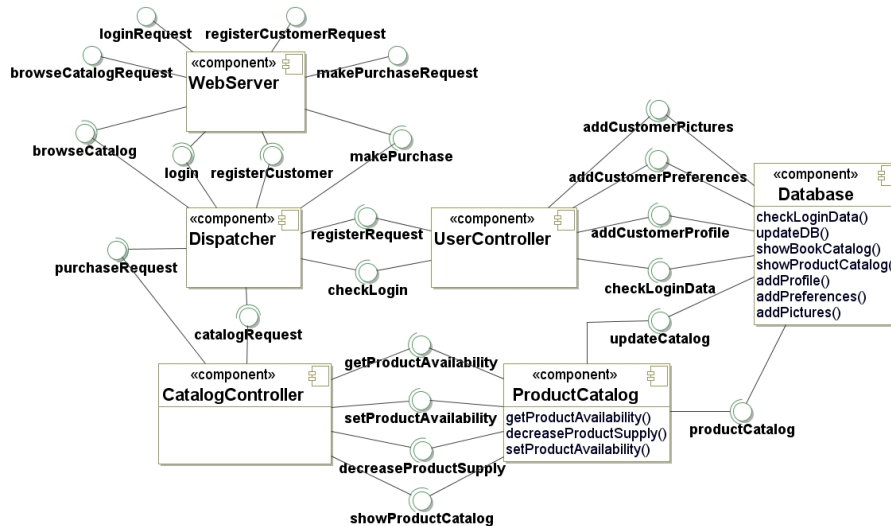 loginRequest
registerCustomerRequest
browseCatalogRequest
«component»
WebServer
makePurchaseRequest
browseCatalog
login
registerCustomer
makePurchase
addCustomerPictures
addCustomerPreferences
«component»
Database
checkLoginData()
updateDB()
showBookCatalog()
showProductCatalog()
addProfile()
addPreferences()
addPictures()
«component»
Dispatcher
registerRequest
«component»
UserController
addCustomerProfile
purchaseRequest
checkLogin
checkLoginData
catalogRequest
updateCatalog
getProductAvailability
«component»
CatalogController
«component»
ProductCatalog
getProductAvailability()
decreaseProductSupply()
setProductAvailability()
setProductAvailability
productCatalog
decreaseProductSupply
showProductCatalog